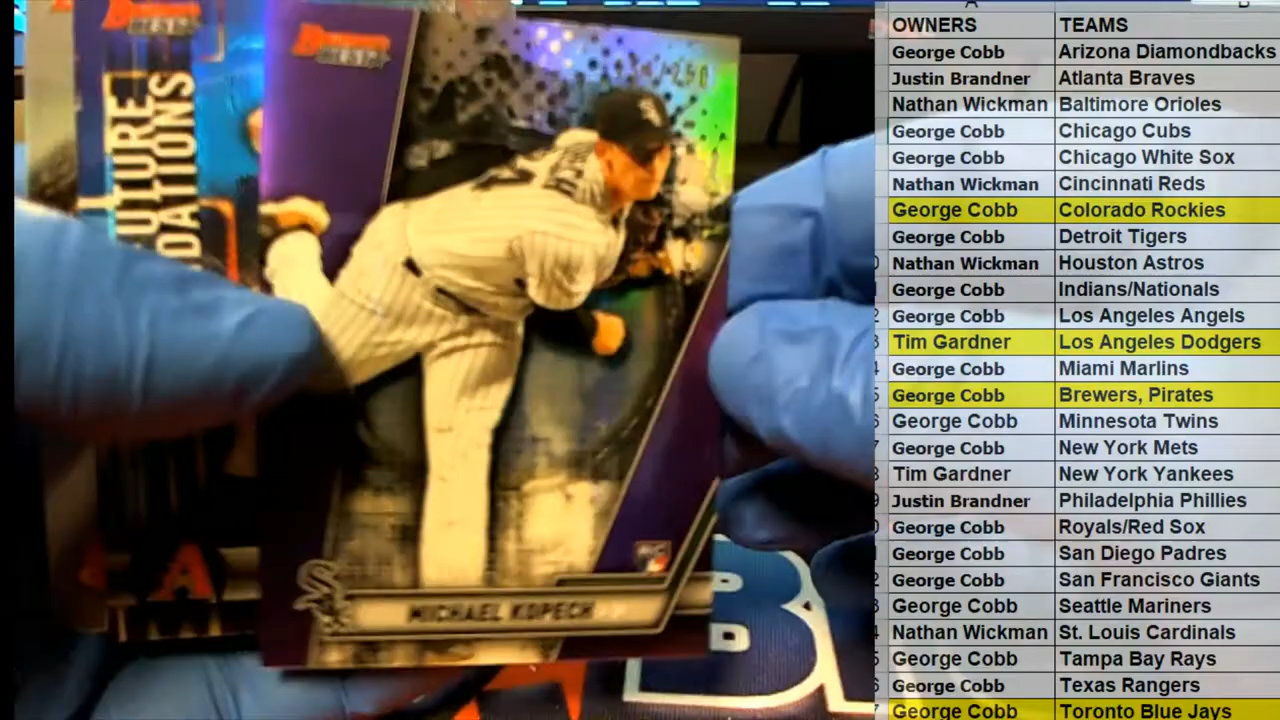 A
B
OWNERS TEAMS
George Cobb Arizona Diamondbacks
Justin Brandner Atlanta Braves
Nathan Wickman Baltimore Orioles
George Cobb Chicago Cubs
George Cobb Chicago White Sox
Nathan Wickman Cincinnati Reds
George Cobb Colorado Rockies
George Cobb Detroit Tigers
Nathan Wickman Houston Astros
George Cobb Indians/Nationals
George Cobb Los Angeles Angels
Tim Gardner Los Angeles Dodgers
George Cobb Miami Marlins
George Cobb Brewers, Pirates
George Cobb Minnesota Twins
George Cobb New York Mets
Tim Gardner New York Yankees
Justin Brandner Philadelphia Phillies
George Cobb Royals/Red Sox
George Cobb San Diego Padres
George Cobb San Francisco Giants
George Cobb Seattle Mariners
Nathan Wickman St. Louis Cardinals
George Cobb Tampa Bay Rays
George Cobb Texas Rangers
George Cobb Toronto Blue Jays
Bowman's
BEST
UTURE
DATIONS
Bowman's
BEST
Sox
MICHAEL KOPECH